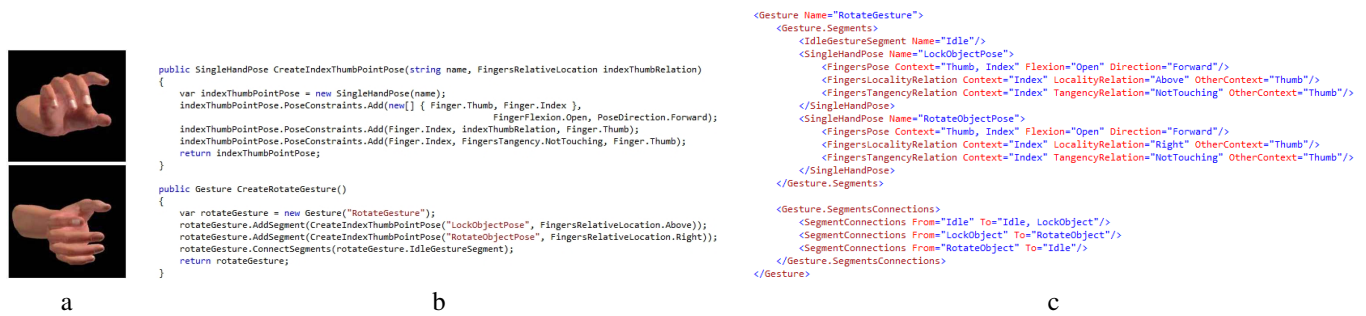 public SingleHandPose CreateIndexThumbPointPose(string name, FingersRelativeLocation indexThumbRelation)
{
    var indexThumbPointPose = new SingleHandPose(name);
    indexThumbPointPose.PoseConstraints.Add(new[] { Finger.Thumb, Finger.Index },
                                            FingerFlexion.Open, PoseDirection.Forward);
    indexThumbPointPose.PoseConstraints.Add(Finger.Index, indexThumbRelation, Finger.Thumb);
    indexThumbPointPose.PoseConstraints.Add(Finger.Index, FingersTangency.NotTouching, Finger.Thumb);
    return indexThumbPointPose;
}
public Gesture CreateRotateGesture()
{
    var rotateGesture = new Gesture("RotateGesture");
    rotateGesture.AddSegment(CreateIndexThumbPointPose("LockObjectPose", FingersRelativeLocation.Above));
    rotateGesture.AddSegment(CreateIndexThumbPointPose("RotateObjectPose", FingersRelativeLocation.Right));
    rotateGesture.ConnectSegments(rotateGesture.IdleGestureSegment);
    return rotateGesture;
}
<Gesture Name="RotateGesture">
    <Gesture.Segments>
        <IdleGestureSegment Name="Idle"/>
        <SingleHandPose Name="LockObjectPose">
            <FingersPose Context="Thumb, Index" Flexion="Open" Direction="Forward"/>
            <FingersLocalityRelation Context="Index" LocalityRelation="Above" OtherContext="Thumb"/>
            <FingersTangencyRelation Context="Index" TangencyRelation="NotTouching" OtherContext="Thumb"/>
        </SingleHandPose>
        <SingleHandPose Name="RotateObjectPose">
            <FingersPose Context="Thumb, Index" Flexion="Open" Direction="Forward"/>
            <FingersLocalityRelation Context="Index" LocalityRelation="Right" OtherContext="Thumb"/>
            <FingersTangencyRelation Context="Index" TangencyRelation="NotTouching" OtherContext="Thumb"/>
        </SingleHandPose>
    </Gesture.Segments>
    <Gesture.SegmentsConnections>
        <SegmentConnections From="Idle" To="Idle, LockObject"/>
        <SegmentConnections From="LockObject" To="RotateObject"/>
        <SegmentConnections From="RotateObject" To="Idle"/>
    </Gesture.SegmentsConnections>
</Gesture>
a
b
c